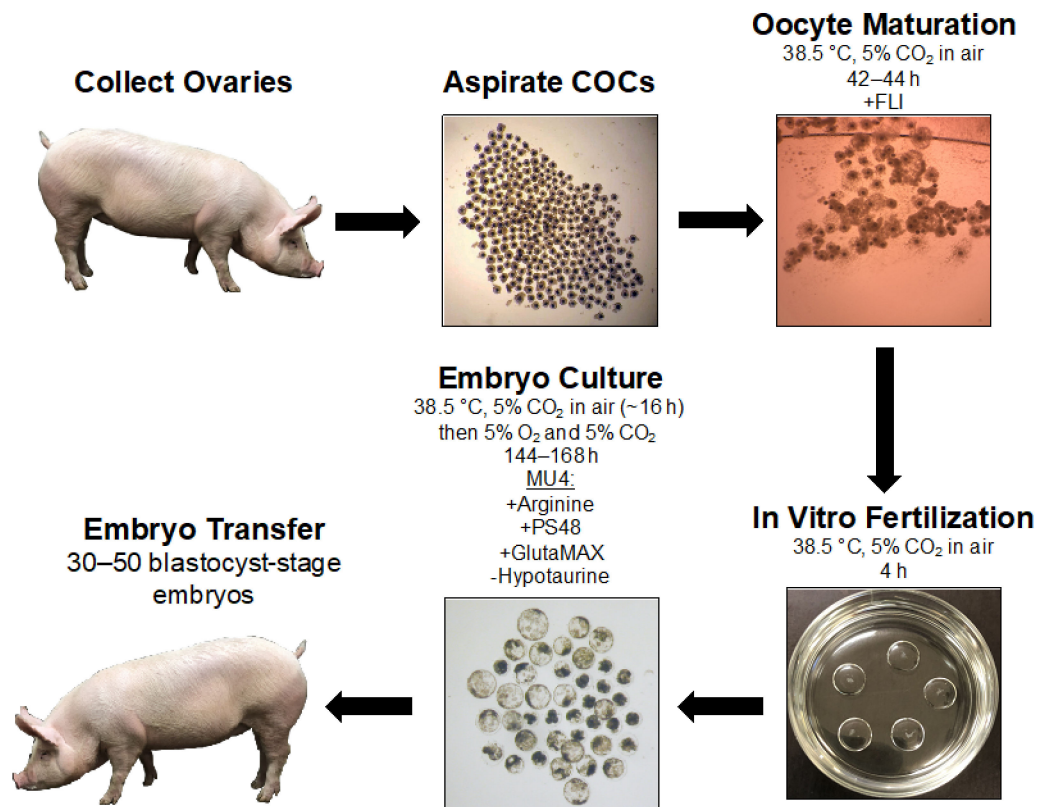 Collect Ovaries
Aspirate COCs
Oocyte Maturation
38.5 °C, 5% CO₂ in air
42–44 h
+FLI
In Vitro Fertilization
38.5 °C, 5% CO₂ in air
4 h
Embryo Culture
38.5 °C, 5% CO₂ in air (~16 h)
then 5% O₂ and 5% CO₂
144–168 h
MU4:
+Arginine
+PS48
+GlutaMAX
-Hypotaurine
Embryo Transfer
30–50 blastocyst-stage
embryos